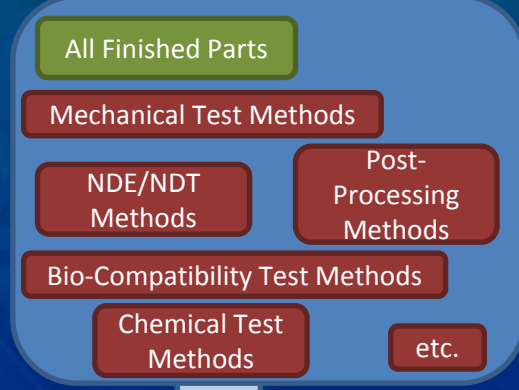 All Finished Parts
Mechanical Test Methods
NDE/NDT
Methods
Post-
Processing
Methods
Bio-Compatibility Test Methods
Chemical Test
Methods
etc.